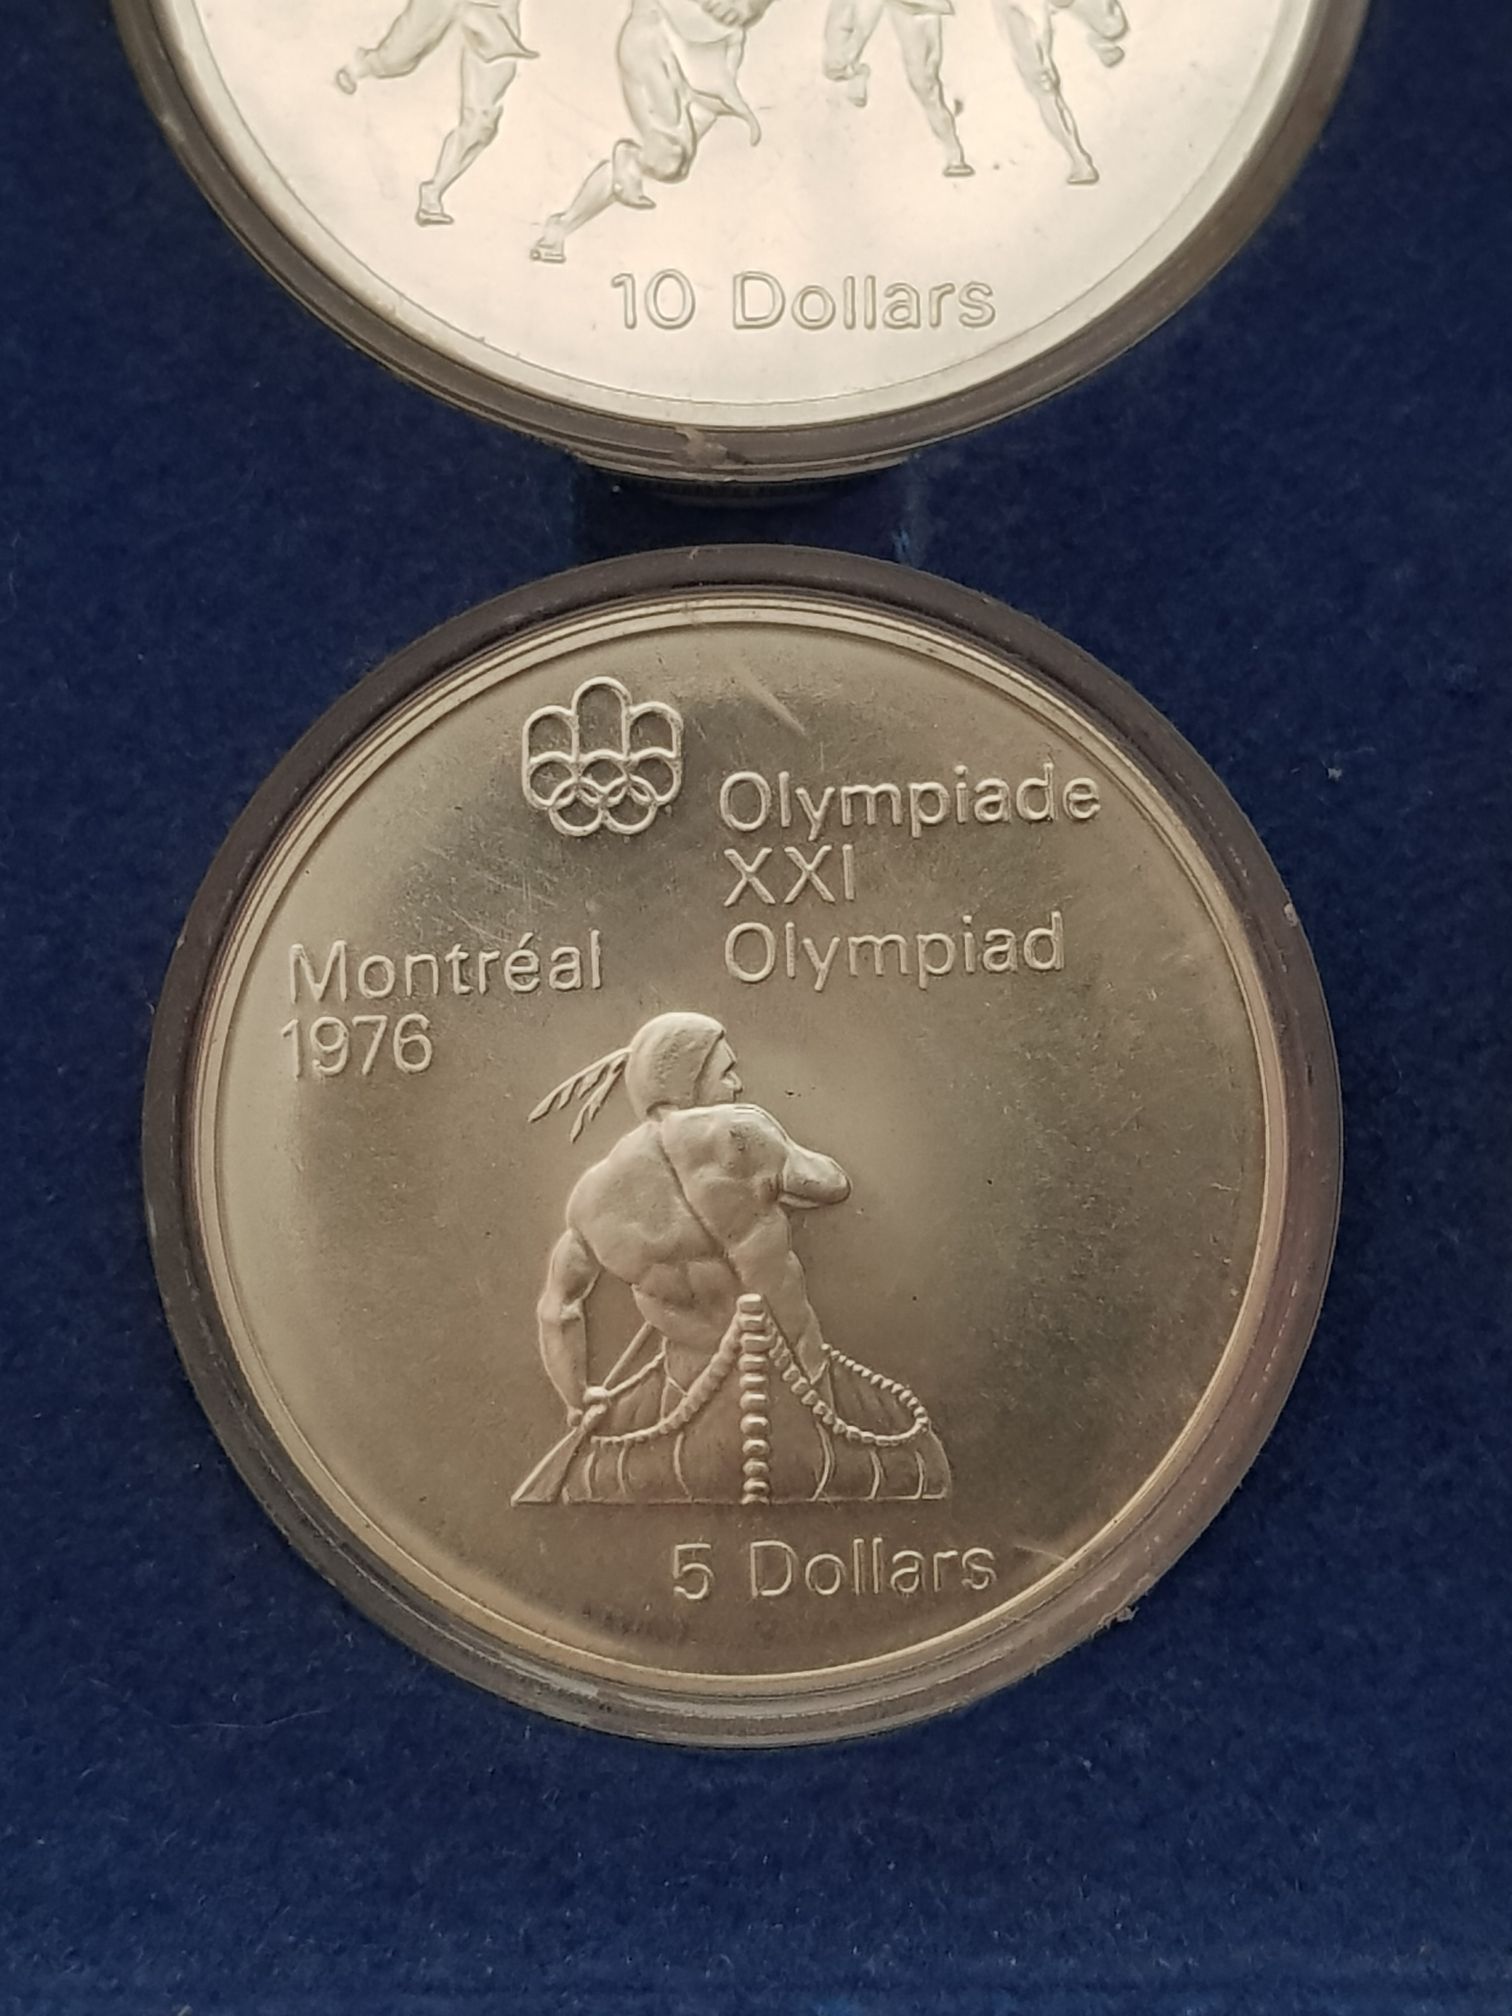 10 Dollars
Olympiade
XXI
Olympiad
Montréal
1976
5 Dollars